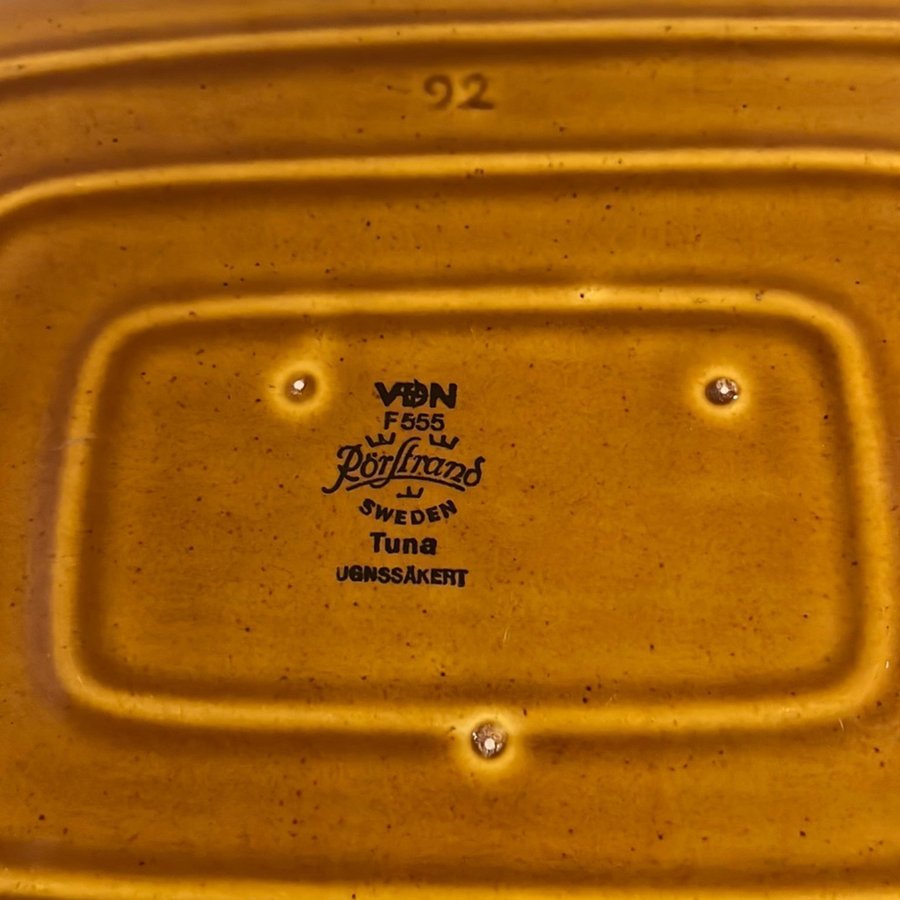 92
VDN
F555
Rörstrand
SWEDEN
Tuna
UGNSSÄKERT